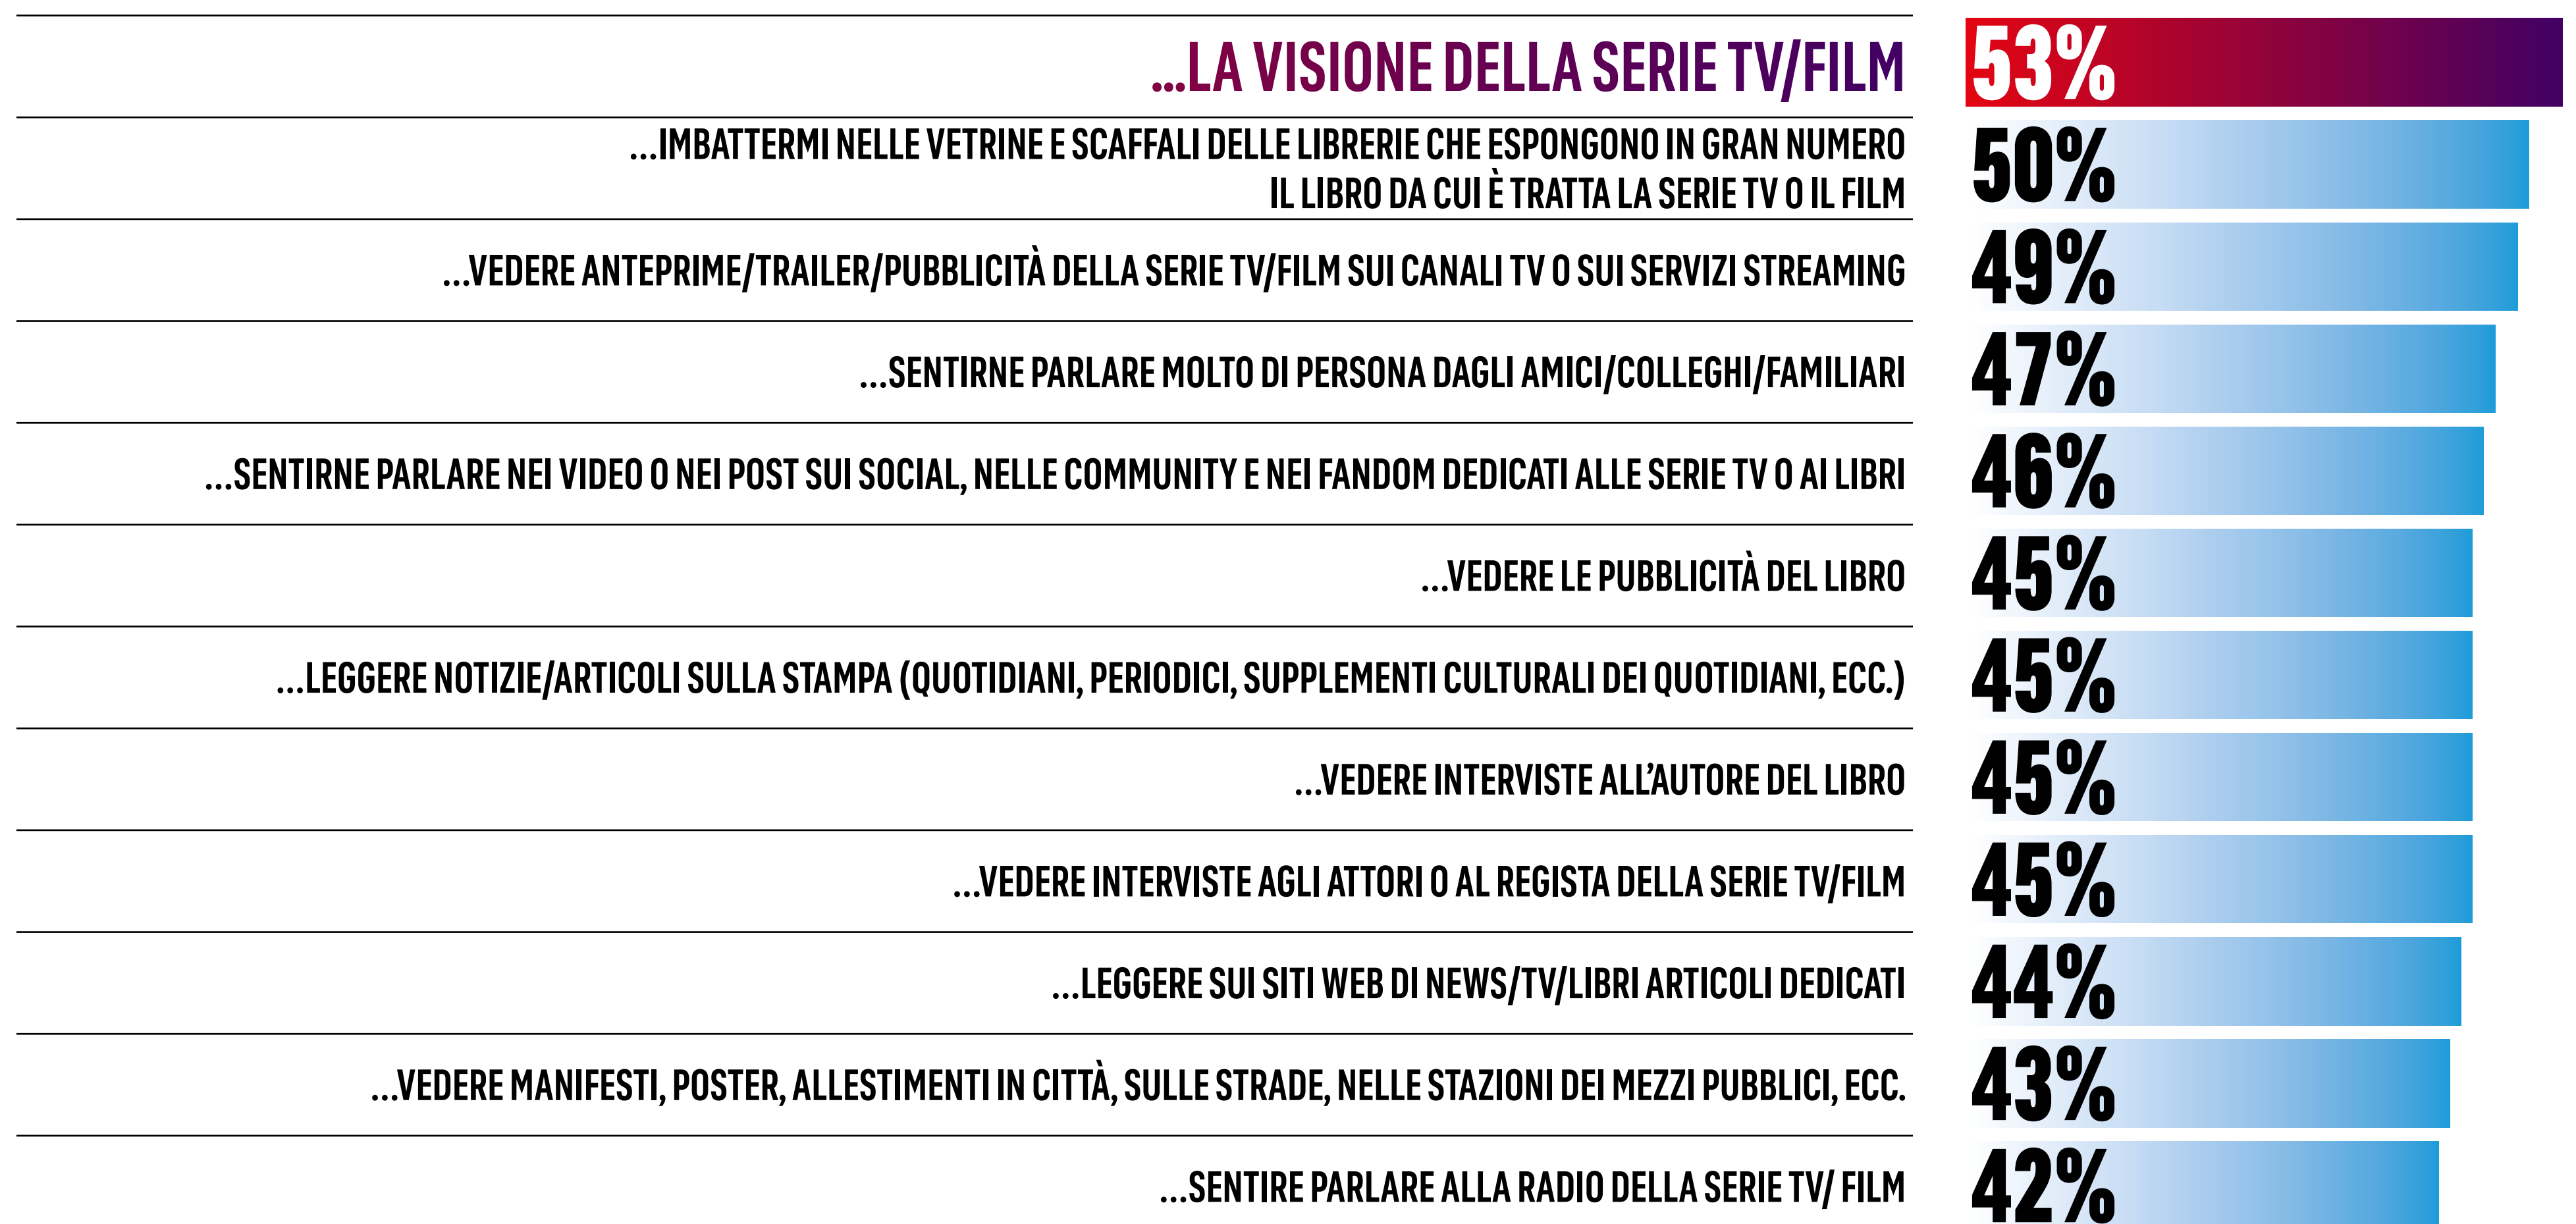 ...LA VISIONE DELLA SERIE TV/FILM
53%
...IMBATTERMI NELLE VETRINE E SCAFFALI DELLE LIBRERIE CHE ESPONGONO IN GRAN NUMERO
IL LIBRO DA CUI È TRATTA LA SERIE TV O IL FILM
50%
...VEDERE ANTEPRIME/TRAILER/PUBBLICITÀ DELLA SERIE TV/FILM SUI CANALI TV O SUI SERVIZI STREAMING
49%
...SENTIRNE PARLARE MOLTO DI PERSONA DAGLI AMICI/COLLEGHI/FAMILIARI
47%
...SENTIRNE PARLARE NEI VIDEO O NEI POST SUI SOCIAL, NELLE COMMUNITY E NEI FANDOM DEDICATI ALLE SERIE TV O AI LIBRI
46%
...VEDERE LE PUBBLICITÀ DEL LIBRO
45%
...LEGGERE NOTIZIE/ARTICOLI SULLA STAMPA (QUOTIDIANI, PERIODICI, SUPPLEMENTI CULTURALI DEI QUOTIDIANI, ECC.)
45%
...VEDERE INTERVISTE ALL'AUTORE DEL LIBRO
45%
...VEDERE INTERVISTE AGLI ATTORI O AL REGISTA DELLA SERIE TV/FILM
45%
...LEGGERE SUI SITI WEB DI NEWS/TV/LIBRI ARTICOLI DEDICATI
44%
...VEDERE MANIFESTI, POSTER, ALLESTIMENTI IN CITTÀ, SULLE STRADE, NELLE STAZIONI DEI MEZZI PUBBLICI, ECC.
43%
...SENTIRE PARLARE ALLA RADIO DELLA SERIE TV/ FILM
42%